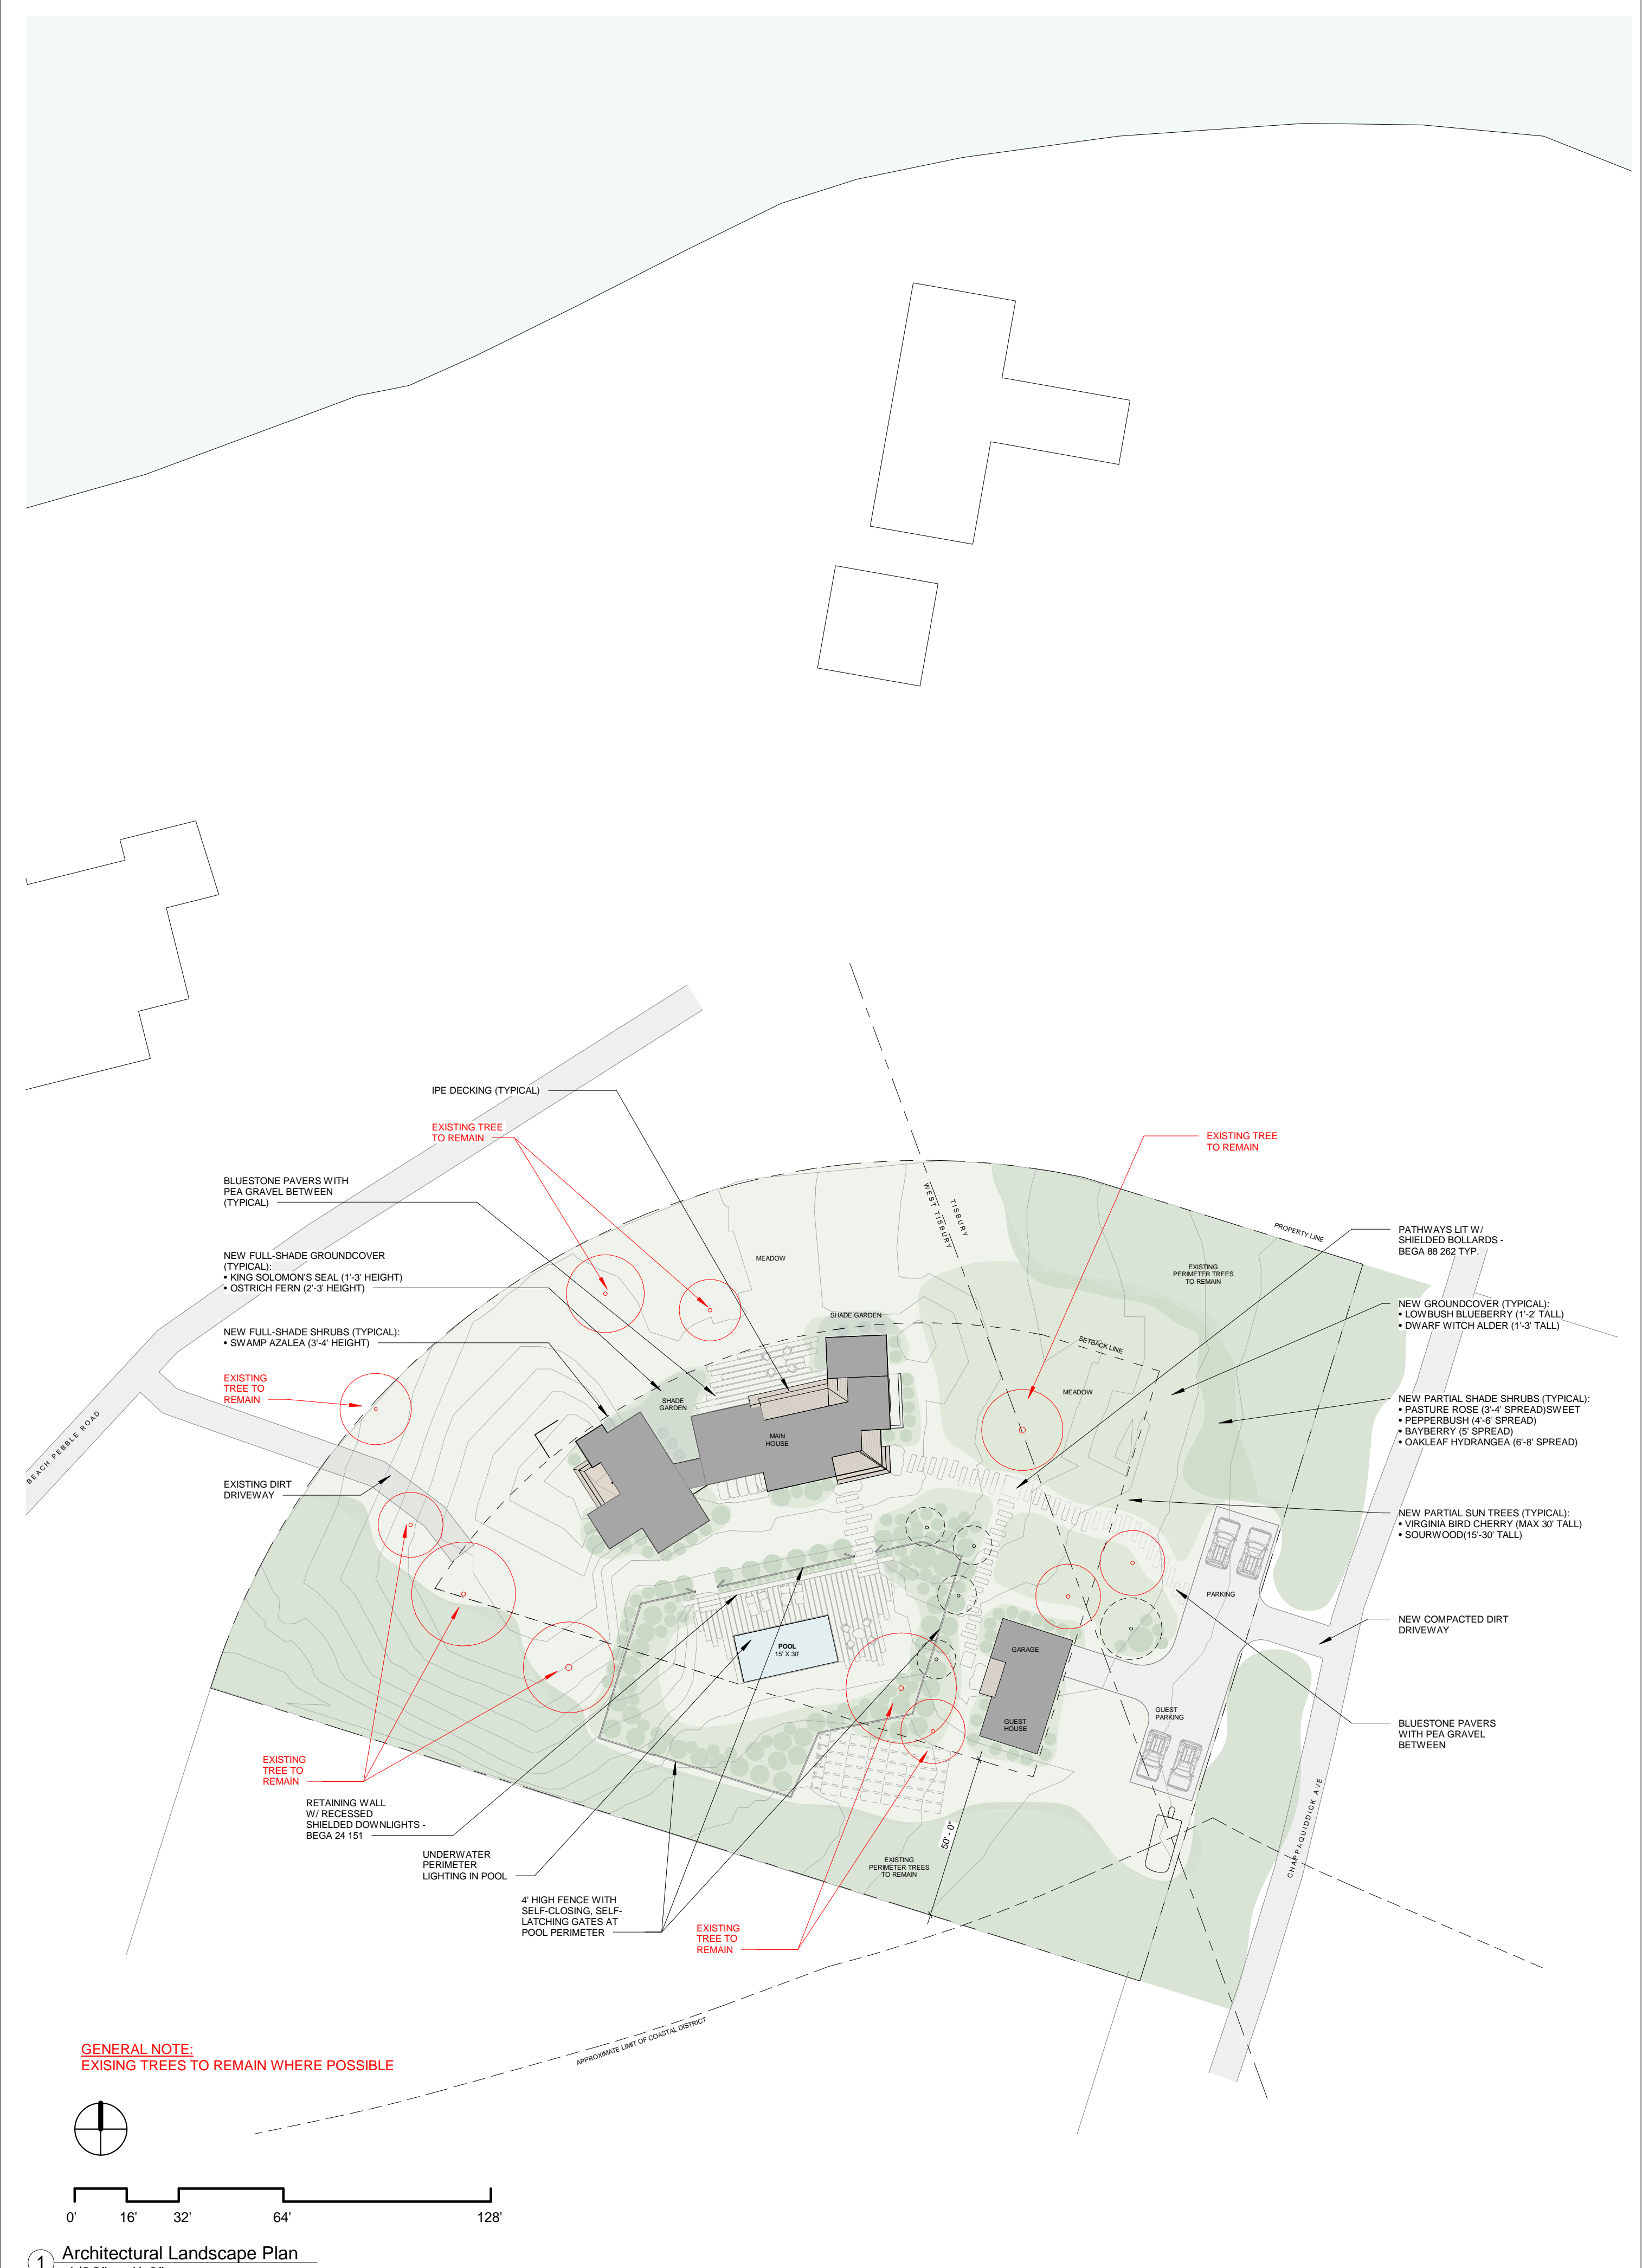 IPE DECKING (TYPICAL)
EXISTING TREE
TO REMAIN
EXISTING TREE
TO REMAIN
BLUESTONE PAVERS WITH
PEA GRAVEL BETWEEN
(TYPICAL)
NEW FULL-SHADE GROUNDCOVER
(TYPICAL):
• KING SOLOMON'S SEAL (1'-3' HEIGHT)
• OSTRICH FERN (2'-3' HEIGHT)
NEW FULL-SHADE SHRUBS (TYPICAL):
• SWAMP AZALEA (3'-4' HEIGHT)
EXISTING
TREE TO
REMAIN
BEACH PEBBLE ROAD
EXISTING DIRT
DRIVEWAY
WEST TISBURY
TISBURY
MEADOW
PROPERTY LINE
EXISTING
PERIMETER TREES
TO REMAIN
SHADE GARDEN
SETBACK LINE
MEADOW
SHADE
GARDEN
MAIN
HOUSE
PARKING
POOL
15' X 30'
GARAGE
GUEST
HOUSE
GUEST
PARKING
PATHWAYS LIT W/
SHIELDED BOLLARDS -
BEGA 88 262 TYP.
NEW GROUNDCOVER (TYPICAL):
• LOWBUSH BLUEBERRY (1'-2' TALL)
• DWARF WITCH ALDER (1'-3' TALL)
NEW PARTIAL SHADE SHRUBS (TYPICAL):
• PASTURE ROSE (3'-4' SPREAD)SWEET
• PEPPERBUSH (4'-6' SPREAD)
• BAYBERRY (5' SPREAD)
• OAKLEAF HYDRANGEA (6'-8' SPREAD)
NEW PARTIAL SUN TREES (TYPICAL):
• VIRGINIA BIRD CHERRY (MAX 30' TALL)
• SOURWOOD(15'-30' TALL)
NEW COMPACTED DIRT
DRIVEWAY
BLUESTONE PAVERS
WITH PEA GRAVEL
BETWEEN
CHAPPAQUIDDICK AVE
EXISTING
TREE TO
REMAIN
RETAINING WALL
W/ RECESSED
SHIELDED DOWNLIGHTS -
BEGA 24 151
UNDERWATER
PERIMETER
LIGHTING IN POOL
4' HIGH FENCE WITH
SELF-CLOSING, SELF-
LATCHING GATES AT
POOL PERIMETER
EXISTING
TREE TO
REMAIN
50' - 0"
EXISTING
PERIMETER TREES
TO REMAIN
APPROXIMATE LIMIT OF COASTAL DISTRICT
GENERAL NOTE:
EXISING TREES TO REMAIN WHERE POSSIBLE
0' 16' 32' 64' 128'
1 Architectural Landscape Plan